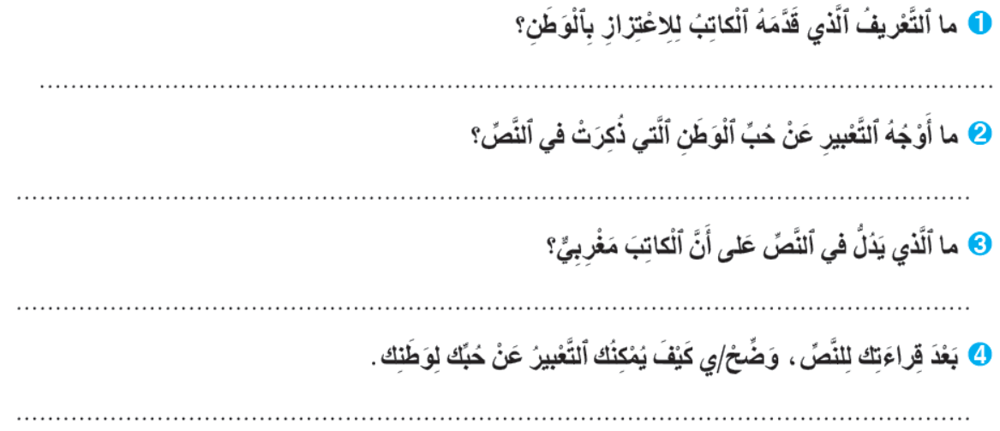 1 ما ٱلتَّعْريفُ ٱلَّذي قَدَّمَهُ ٱلْكاتِبُ لِلِاعْتِزازِ بِٱلْوَطَنِ؟
................................................................................
2 ما أَوْجُهُ ٱلتَّعْبيرِ عَنْ حُبِّ ٱلْوَطَنِ ٱلَّتي ذُكِرَتْ في ٱلنَّصِّ؟
................................................................................
3 ما ٱلَّذي يَدُلُّ في ٱلنَّصِّ عَلى أَنَّ ٱلْكاتِبَ مَغْرِبِيٌّ؟
................................................................................
4 بَعْدَ قِراءَتِك لِلنَّصِّ، وَضِّحْ/ي كَيْفَ يُمْكِنُك ٱلتَّعْبيرُ عَنْ حُبِّك لِوَطَنِك.
................................................................................